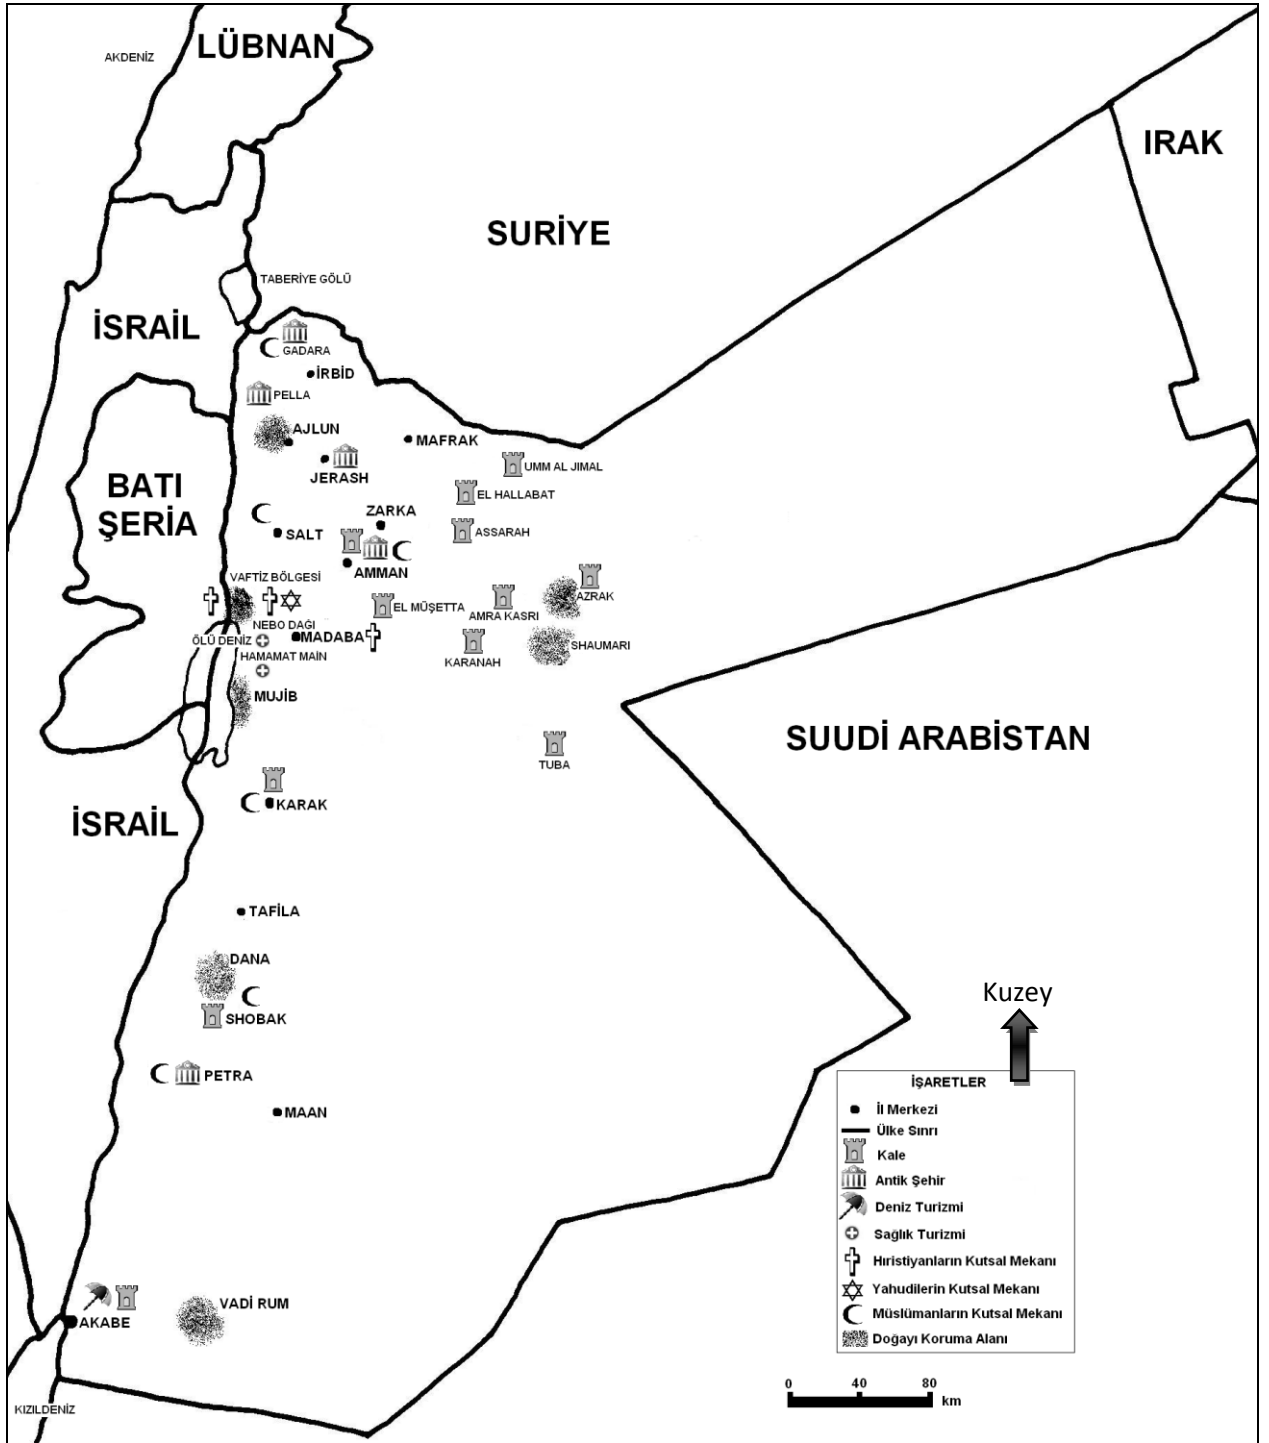 LÜBNAN
AKDENİZ
IRAK
SURİYE
TABERİYE GÖLÜ
İSRAİL
GADARA
İRBİD
PELLA
AJLUN
MAFRAK
UMM AL JIMAL
JERASH
BATI
ŞERİA
EL HALLABAT
ZARKA
SALT
ASSARAH
AMMAN
VAFTİZ BÖLGESİ
AZRAK
EL MÜŞETTA
AMRA KASRI
NEBO DAĞI
ÖLÜ DENİZ
MADABA
SHAUMARI
HAMAMAT MAİN
KARANAH
MUJİB
SUUDİ ARABİSTAN
TUBA
KARAK
İSRAİL
TAFİLA
DANA
Kuzey
SHOBAK
PETRA
MAAN
İŞARETLER
İl Merkezi
Ülke Sınrı
Kale
Antik Şehir
Deniz Turizmi
Sağlık Turizmi
Hıristiyanların Kutsal Mekanı
Yahudilerin Kutsal Mekanı
Müslümanların Kutsal Mekanı
Doğayı Koruma Alanı
VADİ RUM
AKABE
0 40 80
km
KIZILDENİZ